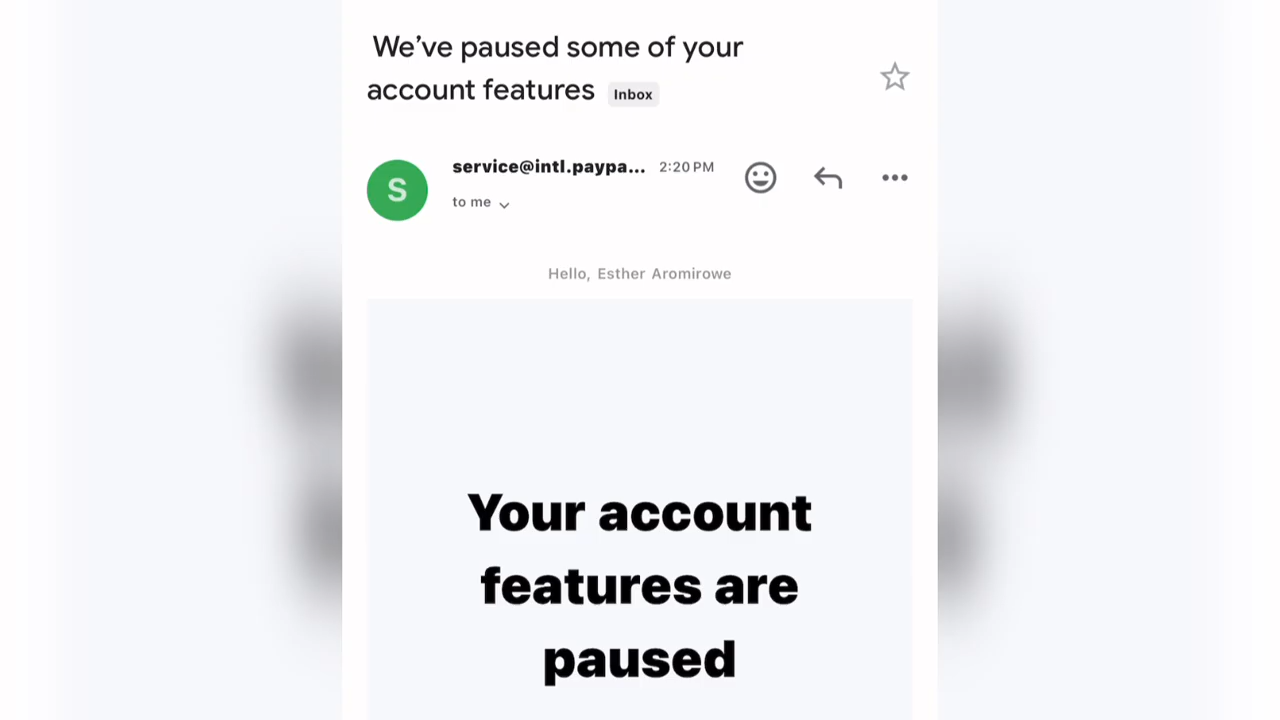 We've paused some of your
account features Inbox
S
service@intl.paypa... 2:20 PM
to me
Hello, Esther Aromirowe
Your account
features are
paused